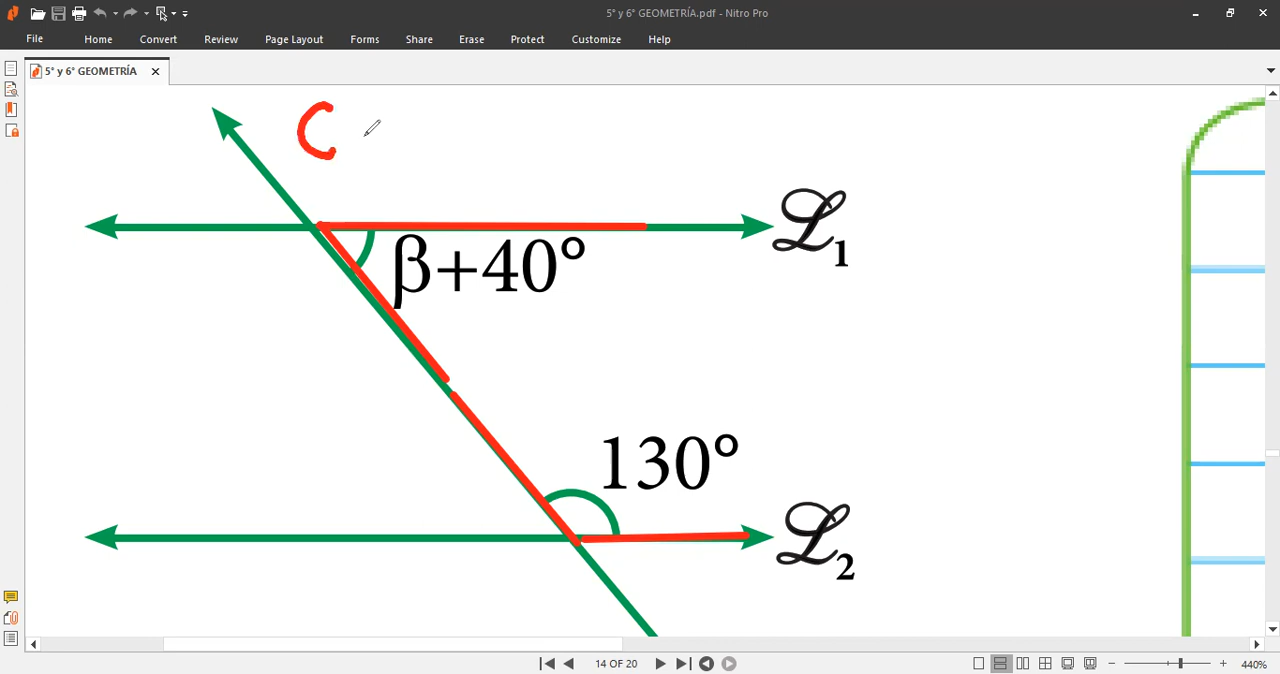 5° y 6° GEOMETRÍA.pdf - Nitro Pro
File Home Convert Review Page Layout Forms Share Erase Protect Customize Help
5° y 6° GEOMETRÍA
C
ℒ1
β+40°
130°
ℒ2
14 OF 20
440%